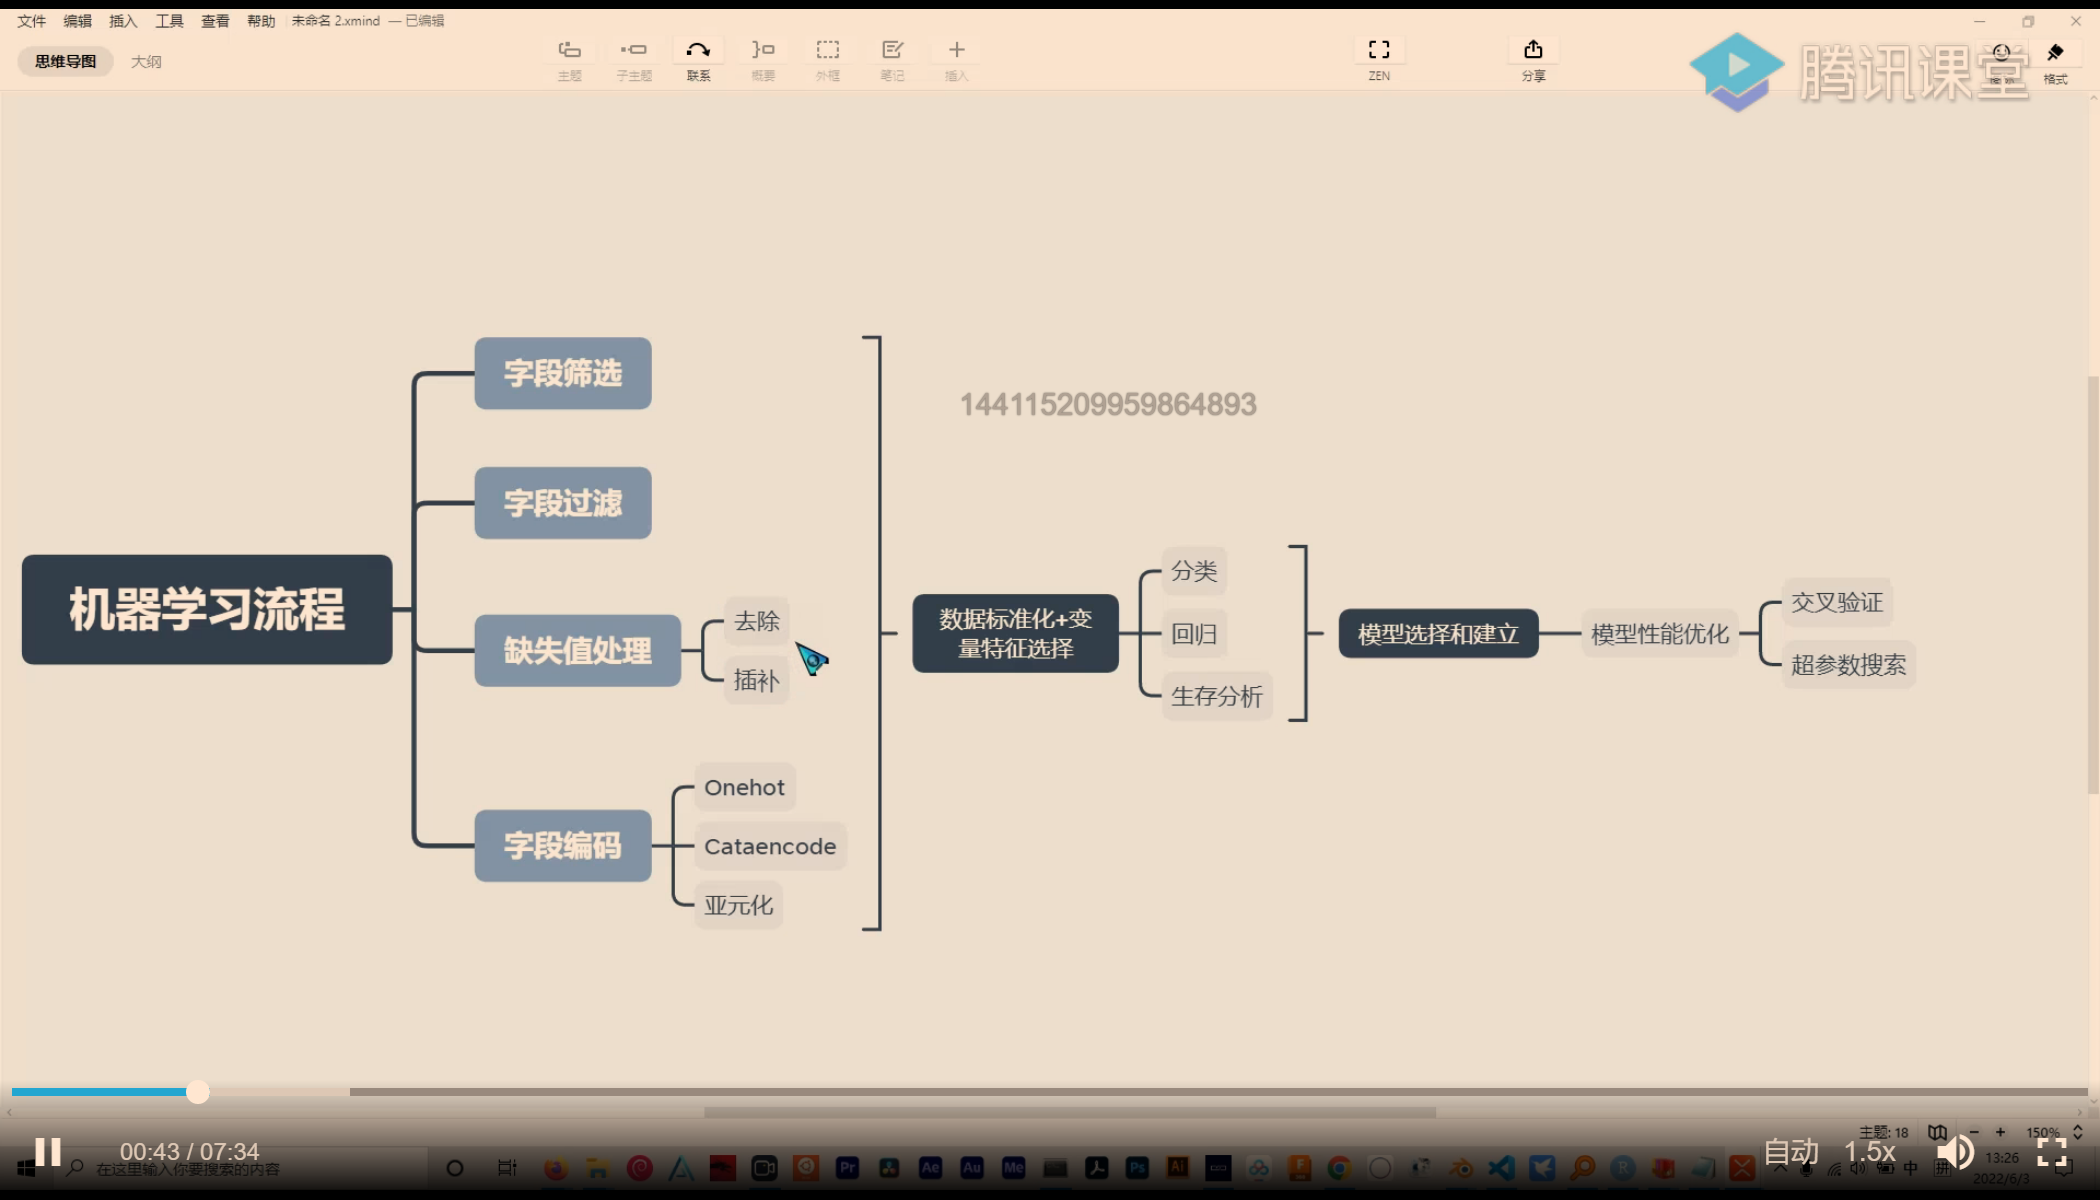 文件 编辑 插入 工具 查看 帮助 未命名 2.xmind — 已编辑
思维导图 大纲
主题 子主题 联系 概要 外框 笔记 插入 ZEN 分享 格式
腾讯课堂
字段筛选
144115209959864893
字段过滤
机器学习流程
缺失值处理
去除
插补
字段编码
Onehot
Cataencode
亚元化
数据标准化+变
量特征选择
分类
回归
生存分析
模型选择和建立
模型性能优化
交叉验证
超参数搜索
主题: 18 150%
00:43 / 07:34
自动 1.5x
在这里输入你要搜索的内容
Pr Ae Au Me Ps Ai R 中 拼
13:26
2022/6/3